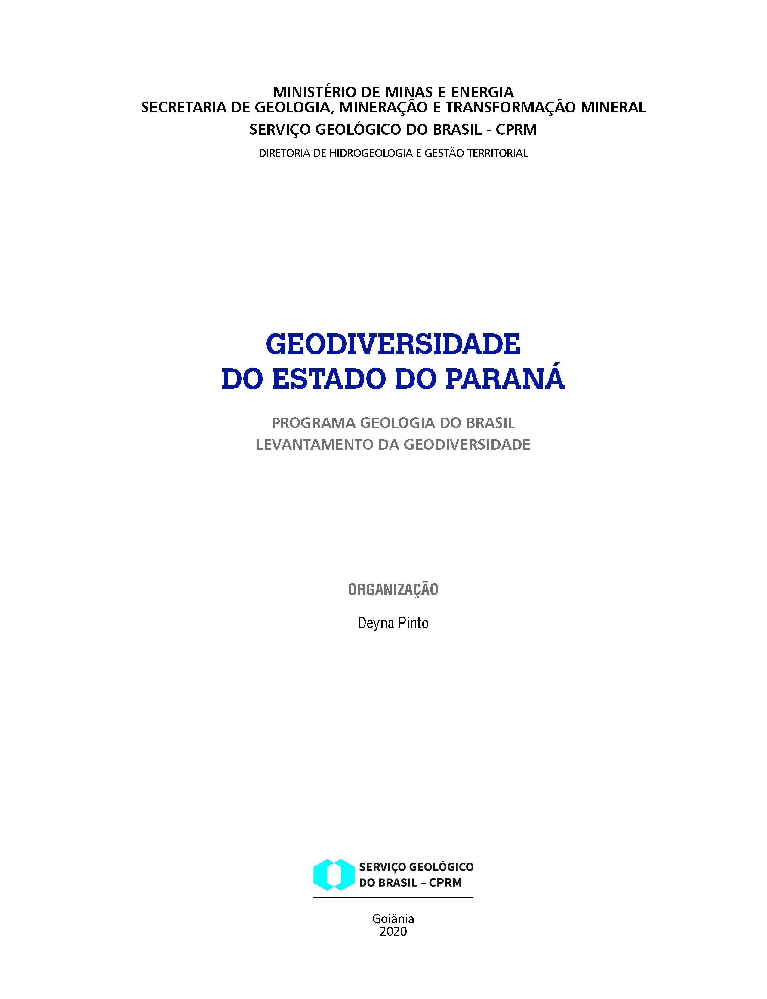 MINISTÉRIO DE MINAS E ENERGIA
SECRETARIA DE GEOLOGIA, MINERAÇÃO E TRANSFORMAÇÃO MINERAL
SERVIÇO GEOLÓGICO DO BRASIL - CPRM
DIRETORIA DE HIDROGEOLOGIA E GESTÃO TERRITORIAL
GEODIVERSIDADE
DO ESTADO DO PARANÁ
PROGRAMA GEOLOGIA DO BRASIL
LEVANTAMENTO DA GEODIVERSIDADE
ORGANIZAÇÃO
Deyna Pinto
SERVIÇO GEOLÓGICO
DO BRASIL – CPRM
Goiânia
2020